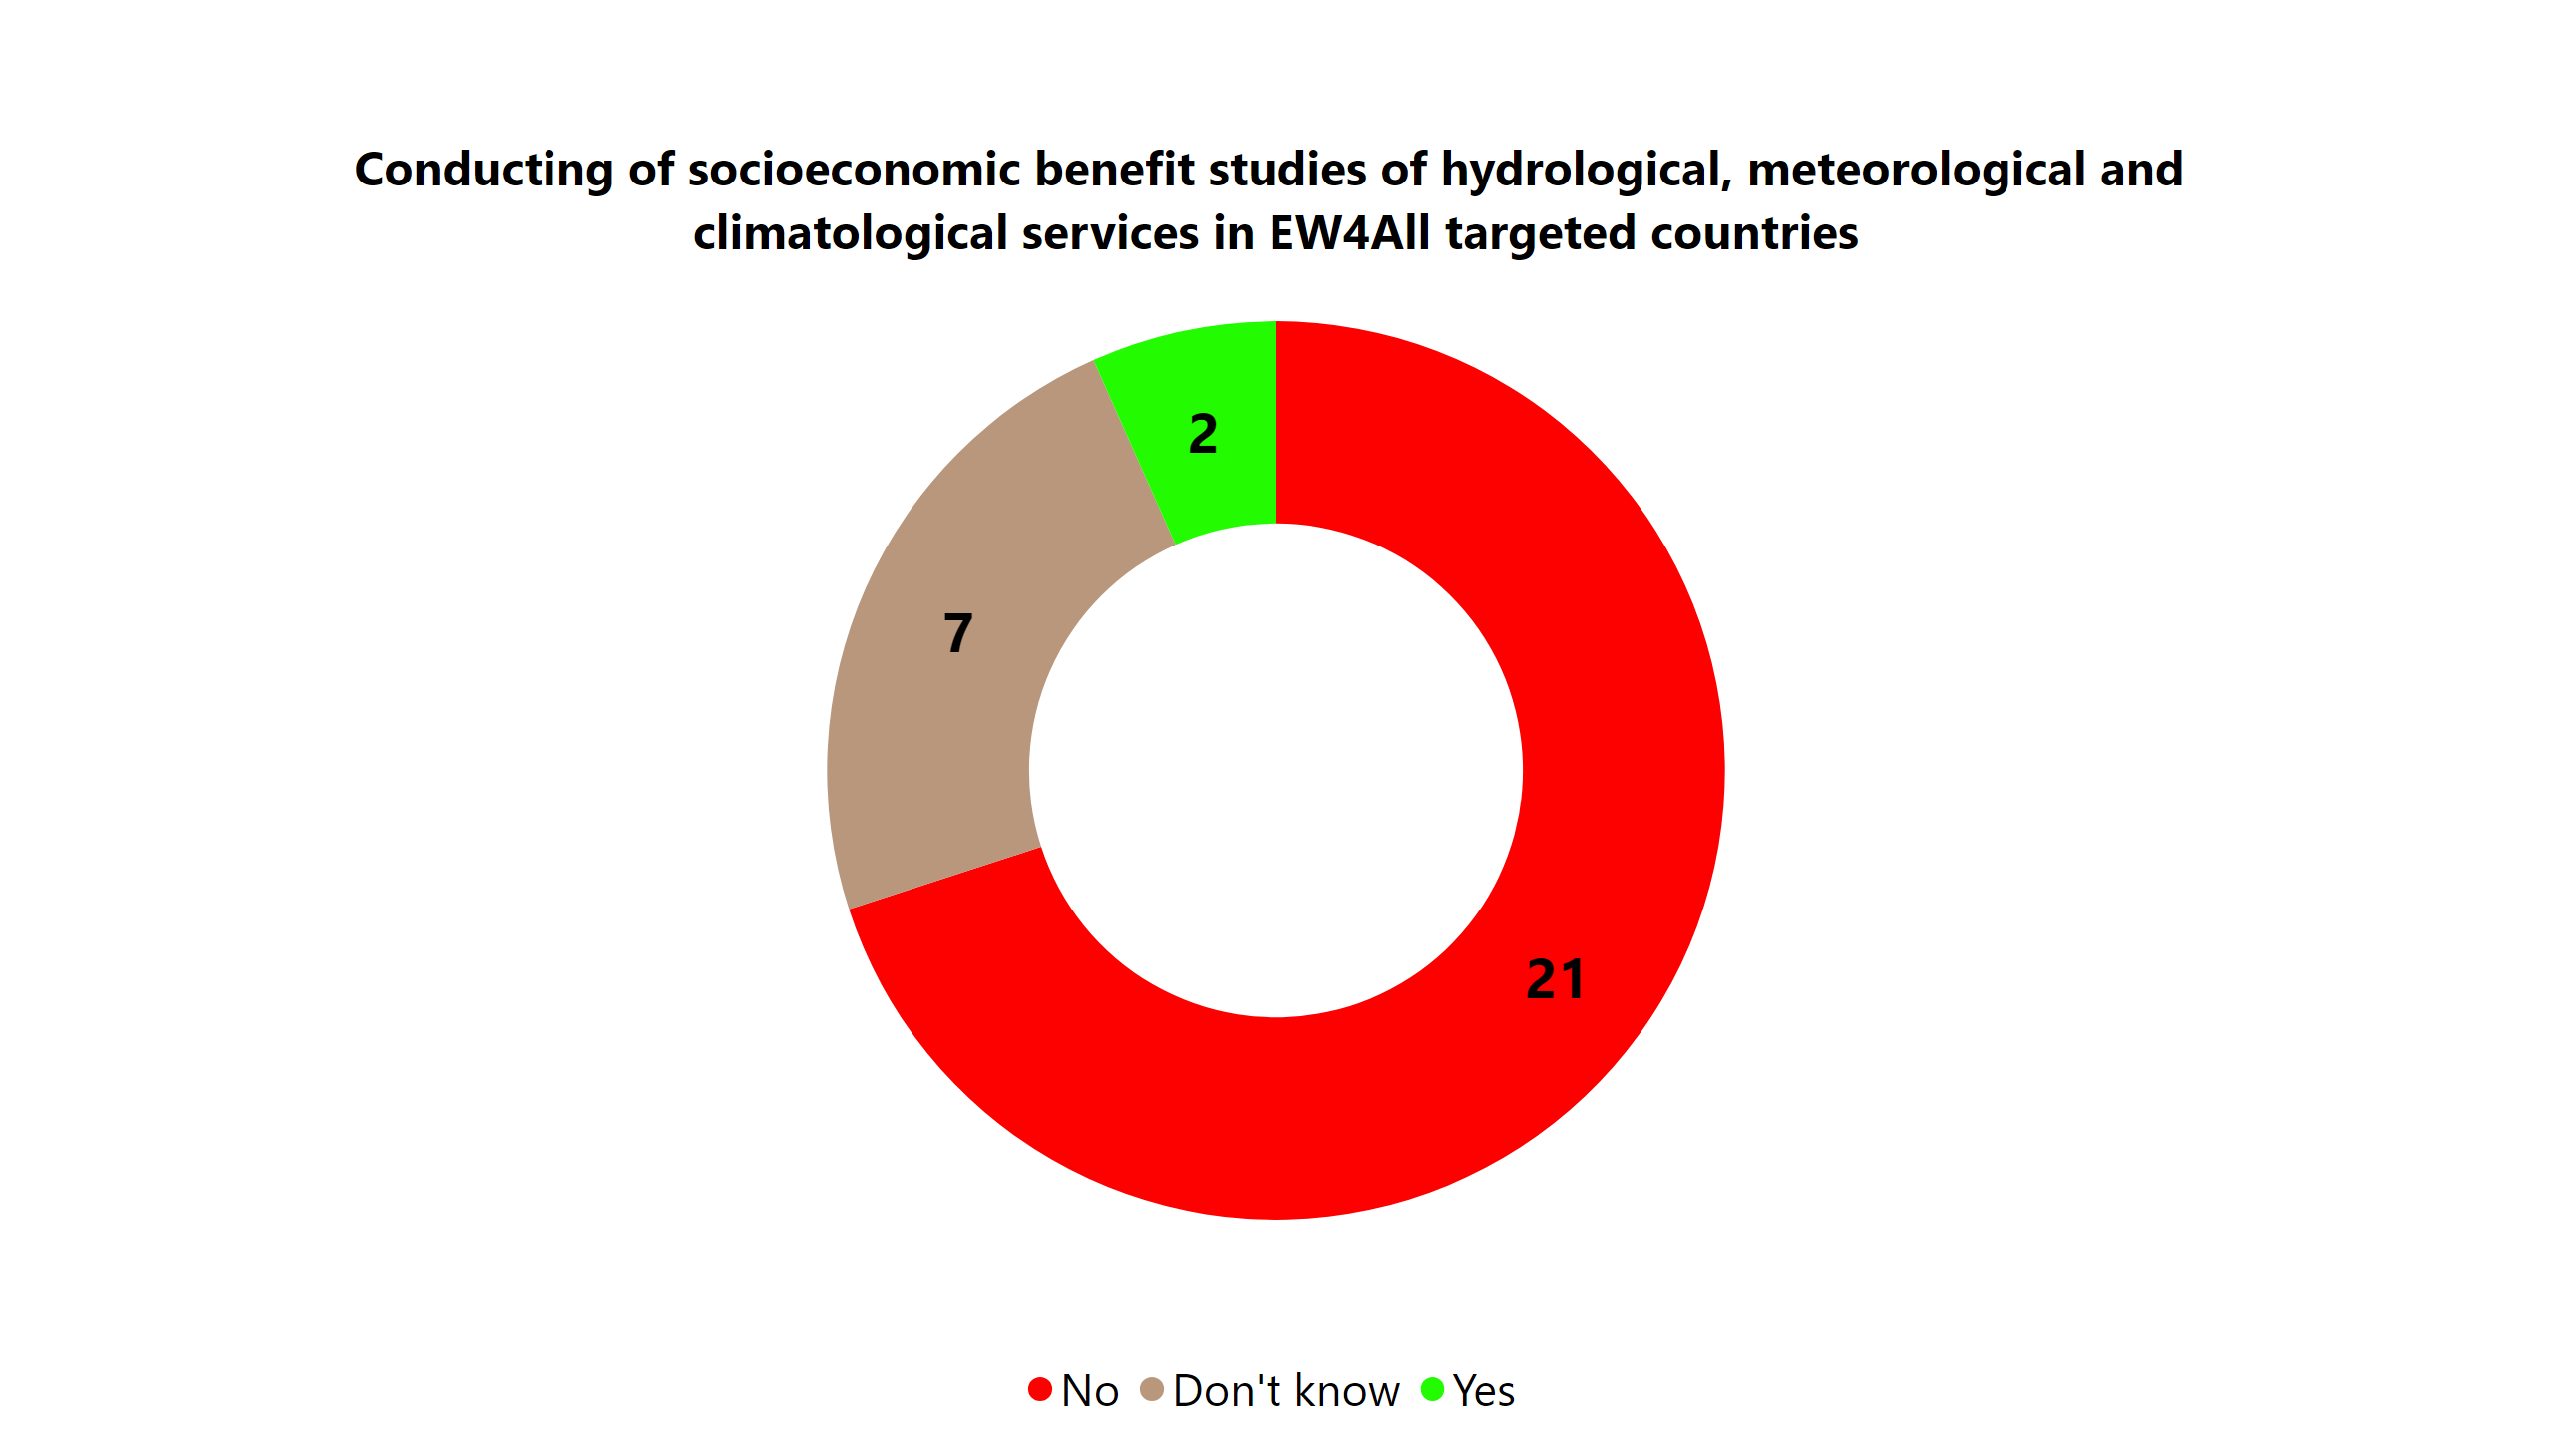 Conducting of socioeconomic benefit studies of hydrological, meteorological and
climatological services in EW4All targeted countries
2
7
21
No Don't know Yes